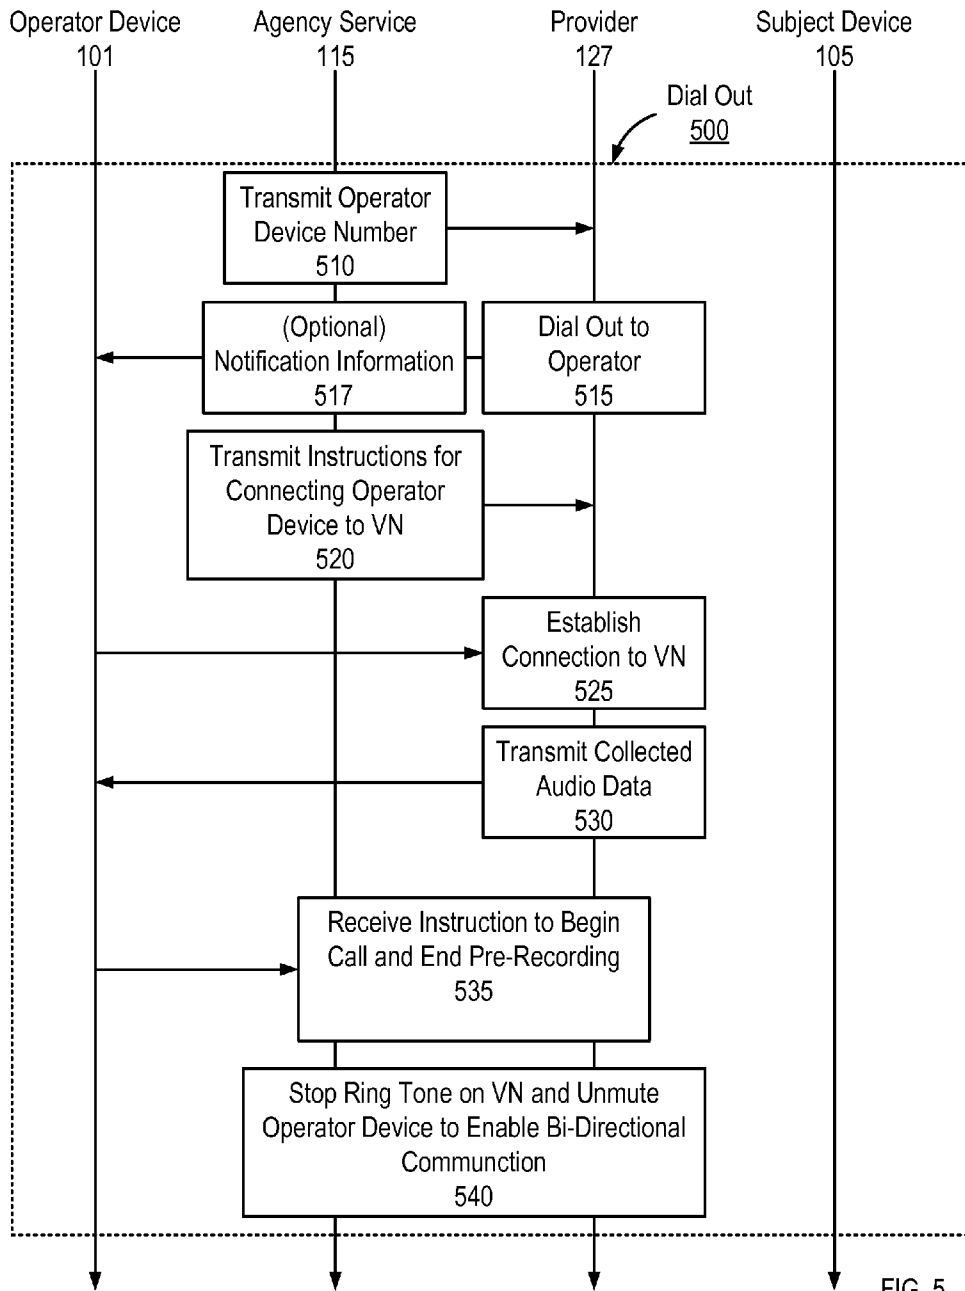 Operator Device
101
Agency Service
115
Provider
127
Subject Device
105
Dial Out
500
Transmit Operator
Device Number
510
(Optional)
Notification Information
517
Dial Out to
Operator
515
Transmit Instructions for
Connecting Operator
Device to VN
520
Establish
Connection to VN
525
Transmit Collected
Audio Data
530
Receive Instruction to Begin
Call and End Pre-Recording
535
Stop Ring Tone on VN and Unmute
Operator Device to Enable Bi-Directional
Communction
540
FIG. 5